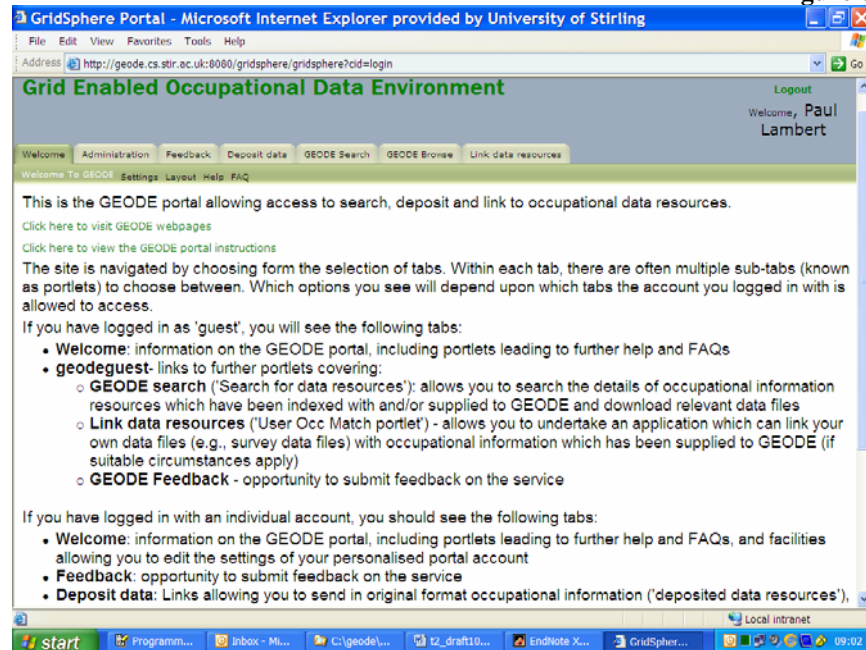 GridSphere Portal - Microsoft Internet Explorer provided by University of Stirling
File Edit View Favorites Tools Help
Address http://geode.cs.stir.ac.uk:8080/gridsphere/gridsphere?cid=login Go
Grid Enabled Occupational Data Environment
Logout
Welcome, Paul
Lambert
Welcome Administration Feedback Deposit data GEODE Search GEODE Browse Link data resources
Welcome To GEODE Settings Layout Help FAQ
This is the GEODE portal allowing access to search, deposit and link to occupational data resources.
Click here to visit GEODE webpages
Click here to view the GEODE portal instructions
The site is navigated by choosing form the selection of tabs. Within each tab, there are often multiple sub-tabs (known
as portlets) to choose between. Which options you see will depend upon which tabs the account you logged in with is
allowed to access.
If you have logged in as 'guest', you will see the following tabs:
• Welcome: information on the GEODE portal, including portlets leading to further help and FAQs
• geodeguest- links to further portlets covering:
○ GEODE search ('Search for data resources'): allows you to search the details of occupational information
resources which have been indexed with and/or supplied to GEODE and download relevant data files
○ Link data resources ('User Occ Match portlet') - allows you to undertake an application which can link your
own data files (e.g., survey data files) with occupational information which has been supplied to GEODE (if
suitable circumstances apply)
○ GEODE Feedback - opportunity to submit feedback on the service
If you have logged in with an individual account, you should see the following tabs:
• Welcome: information on the GEODE portal, including portlets leading to further help and FAQs, and facilities
allowing you to edit the settings of your personalised portal account
• Feedback: opportunity to submit feedback on the service
• Deposit data: Links allowing you to send in original format occupational information ('deposited data resources'),
Local intranet
start Programm... Inbox - Mi... C:\geode\... t2_draft10... EndNote X... GridSpher... 09:02